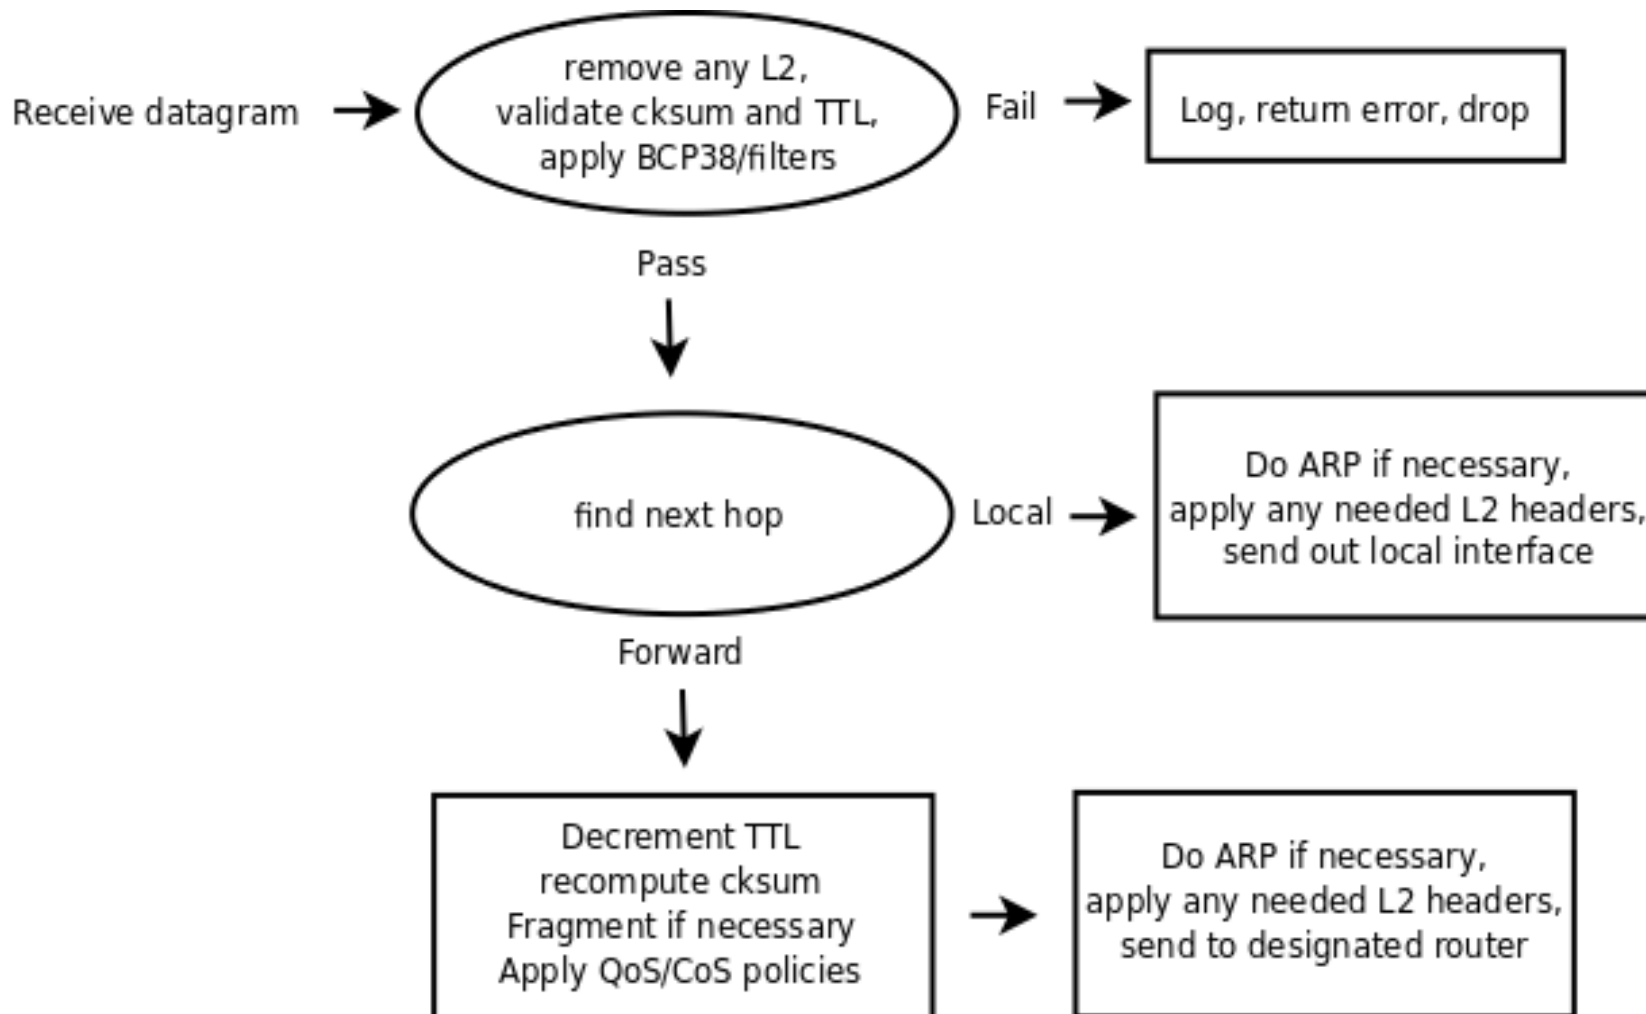 Receive datagram
remove any L2,
validate cksum and TTL,
apply BCP38/filters
Fail
Log, return error, drop
Pass
find next hop
Local
Do ARP if necessary,
apply any needed L2 headers,
send out local interface
Forward
Decrement TTL
recompute cksum
Fragment if necessary
Apply QoS/CoS policies
Do ARP if necessary,
apply any needed L2 headers,
send to designated router